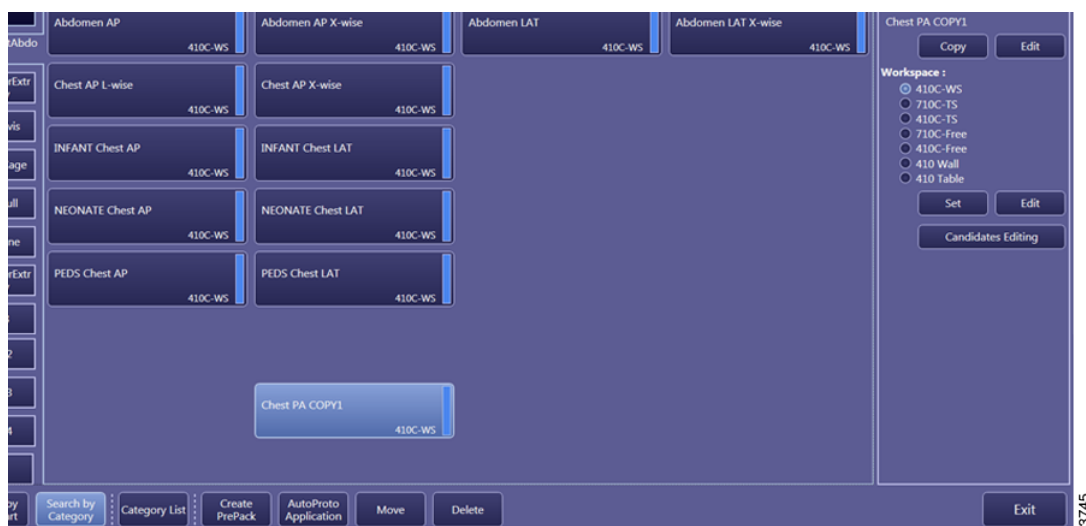 Abdomen AP
410C-WS
Abdomen AP X-wise
410C-WS
Abdomen LAT
410C-WS
Abdomen LAT X-wise
410C-WS
Chest AP L-wise
410C-WS
Chest AP X-wise
410C-WS
INFANT Chest AP
410C-WS
INFANT Chest LAT
410C-WS
NEONATE Chest AP
410C-WS
NEONATE Chest LAT
410C-WS
PEDS Chest AP
410C-WS
PEDS Chest LAT
410C-WS
Chest PA COPY1
410C-WS
Chest PA COPY1
Copy
Edit
Workspace :
410C-WS
710C-TS
410C-TS
710C-Free
410C-Free
410 Wall
410 Table
Set
Edit
Candidates Editing
Search by
Category
Category List
Create
PrePack
AutoProto
Application
Move
Delete
Exit